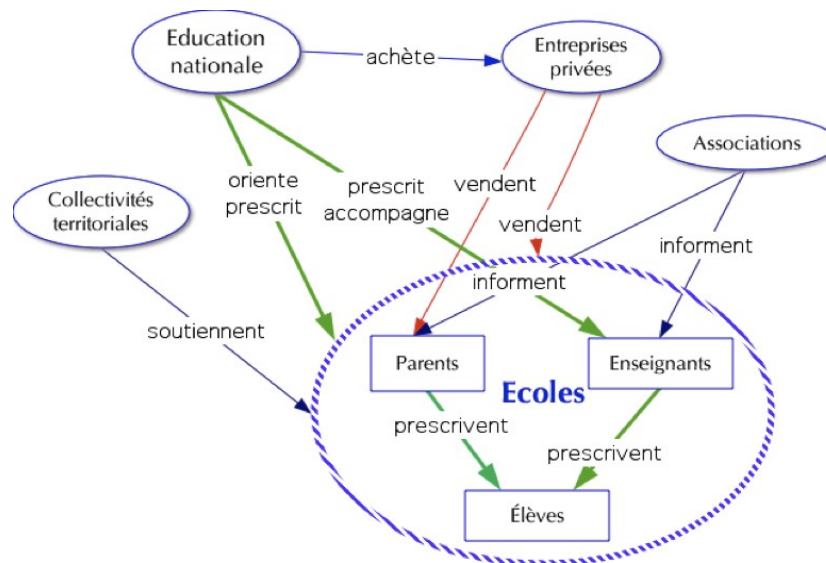 Education
nationale
achète
Entreprises
privées
Associations
Collectivités
territoriales
oriente
prescrit
prescrit
accompagne
vendent
vendent
informent
informent
soutiennent
Parents
Enseignants
Ecoles
prescrivent
prescrivent
Élèves